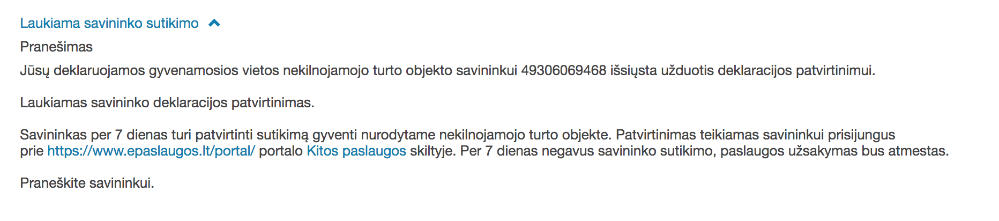 Laukiama savininko sutikimo
Pranešimas
Jūsų deklaruojamos gyvenamosios vietos nekilnojamojo turto objekto savininkui 49306069468 išsiųsta užduotis deklaracijos patvirtinimui.
Laukiamas savininko deklaracijos patvirtinimas.
Savininkas per 7 dienas turi patvirtinti sutikimą gyventi nurodytame nekilnojamojo turto objekte. Patvirtinimas teikiamas savininkui prisijungus
prie https://www.epaslaugos.lt/portal/ portalo Kitos paslaugos skiltyje. Per 7 dienas negavus savininko sutikimo, paslaugos užsakymas bus atmestas.
Praneškite savininkui.